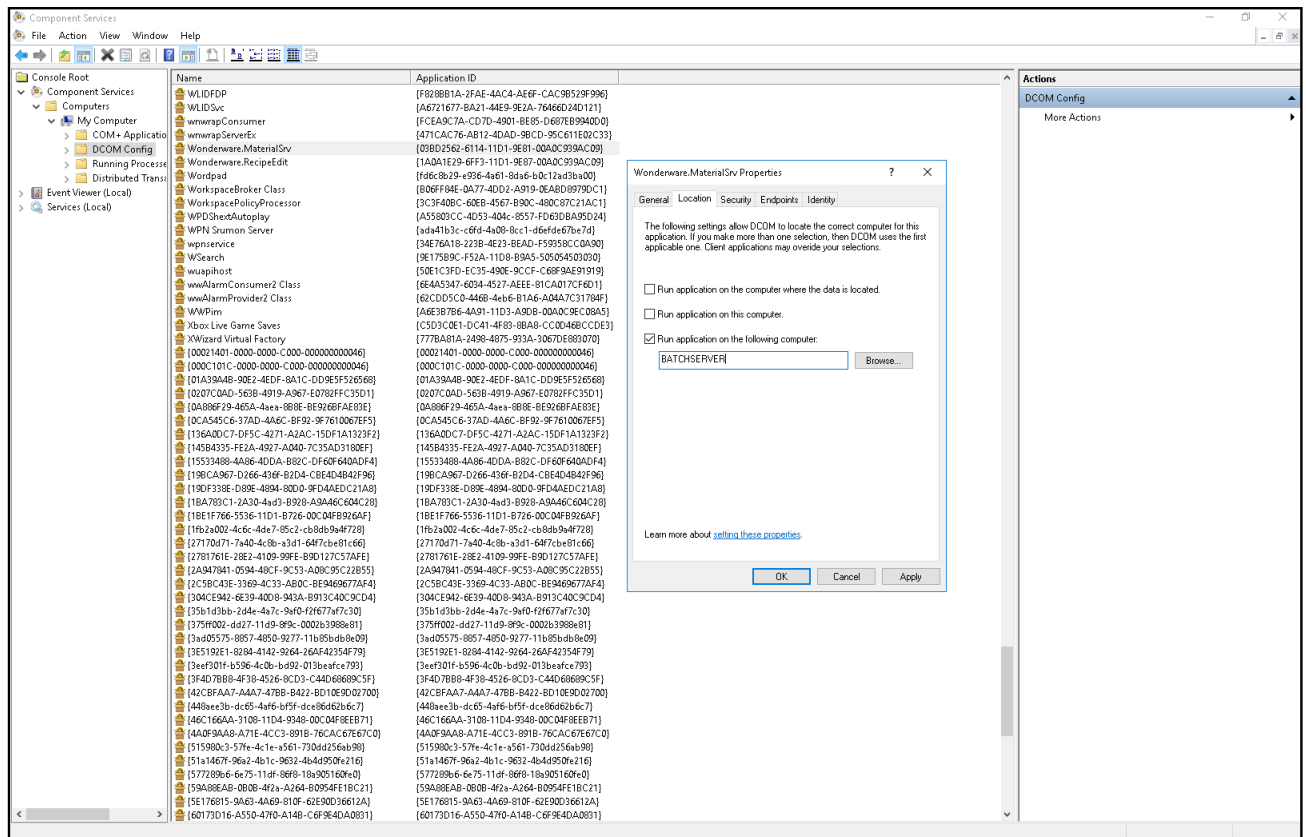 Component Services
File Action View Window Help
Console Root
Component Services
Computers
My Computer
COM+ Applicatio
DCOM Config
Running Processe
Distributed Transa
Event Viewer (Local)
Services (Local)
Name Application ID
WLIDFDP {F828BB1A-2FAE-4AC4-AE6F-CAC9B529F996}
WLIDSvc {A6721677-BA21-44E9-9E2A-76466D24D121}
wnwrapConsumer {FCEA9C7A-CD7D-4901-BE85-D687EB9940D0}
wmwrapServerEx {471CAC76-AB12-4DAD-9BCD-95C611E02C33}
Wonderware.MaterialSrv {03BD2562-6114-11D1-9E81-00A0C939AC09}
Wonderware.RecipeEdit {1A0A1E29-6FF3-11D1-9E87-00A0C939AC09}
Wordpad {fd6c8b29-e936-4a61-8da6-b0c12ad3ba00}
WorkspaceBroker Class {B06FF84E-0A77-4DD2-A919-0EABD8979DC1}
WorkspacePolicyProcessor {3C3F40BC-60EB-4567-B90C-480C87C21AC1}
WPDShextAutoplay {A55803CC-4D53-404c-8557-FD63DBA95D24}
WPN Srumon Server {ada41b3c-c6fd-4a08-8cc1-d6efde67be7d}
wpnservice {34E76A18-223B-4E23-BEAD-F59358CC0A90}
WSearch {9E175B9C-F52A-11D8-B9A5-505054503030}
wuapihost {50E1C3FD-EC35-490E-9CCF-C68F9AE91919}
wwAlarmConsumer2 Class {6E4A5347-6034-4527-AEEE-81CA017CF6D1}
wwAlarmProvider2 Class {62CDD5C0-446B-4eb6-B1A6-A04A7C31784F}
WWPim {A6E3B7B6-4A91-11D3-A9DB-00A0C9EC08A5}
Xbox Live Game Saves {C5D3C0E1-DC41-4F83-8BA8-CC0D46BCCDE3}
XWizard Virtual Factory {777BA81A-2498-4875-933A-3067DE883070}
{00021401-0000-0000-C000-000000000046} {00021401-0000-0000-C000-000000000046}
{000C101C-0000-0000-C000-000000000046} {000C101C-0000-0000-C000-000000000046}
{01A39A4B-90E2-4EDF-8A1C-DD9E5F526568} {01A39A4B-90E2-4EDF-8A1C-DD9E5F526568}
{0207C0AD-563B-4919-A967-E0782FFC35D1} {0207C0AD-563B-4919-A967-E0782FFC35D1}
{0A886F29-465A-4aea-8B8E-BE926BFAE83E} {0A886F29-465A-4aea-8B8E-BE926BFAE83E}
{0CA545C6-37AD-4A6C-BF92-9F7610067EF5} {0CA545C6-37AD-4A6C-BF92-9F7610067EF5}
{136A0DC7-DF5C-4271-A2AC-15DF1A1323F2} {136A0DC7-DF5C-4271-A2AC-15DF1A1323F2}
{145B4335-FE2A-4927-A040-7C35AD3180EF} {145B4335-FE2A-4927-A040-7C35AD3180EF}
{15533488-4A86-4DDA-B82C-DF60F640ADF4} {15533488-4A86-4DDA-B82C-DF60F640ADF4}
{19BCA967-D266-436f-B2D4-CBE4D4B42F96} {19BCA967-D266-436f-B2D4-CBE4D4B42F96}
{19DF338E-D89E-4894-80D0-9FD4AEDC21A8} {19DF338E-D89E-4894-80D0-9FD4AEDC21A8}
{1BA783C1-2A30-4ad3-B928-A9A46C604C28} {1BA783C1-2A30-4ad3-B928-A9A46C604C28}
{1BE1F766-5536-11D1-B726-00C04FB926AF} {1BE1F766-5536-11D1-B726-00C04FB926AF}
{1fb2a002-4c6c-4de7-85c2-cb8db9a4f728} {1fb2a002-4c6c-4de7-85c2-cb8db9a4f728}
{27170d71-7a40-4c8b-a3d1-64f7cbe81c66} {27170d71-7a40-4c8b-a3d1-64f7cbe81c66}
{2781761E-28E2-4109-99FE-B9D127C57AFE} {2781761E-28E2-4109-99FE-B9D127C57AFE}
{2A947841-0594-48CF-9C53-A08C95C22B55} {2A947841-0594-48CF-9C53-A08C95C22B55}
{2C5BC43E-3369-4C33-AB0C-BE9469677AF4} {2C5BC43E-3369-4C33-AB0C-BE9469677AF4}
{304CE942-6E39-40D8-943A-B913C40C9CD4} {304CE942-6E39-40D8-943A-B913C40C9CD4}
{35b1d3bb-2d4e-4a7c-9af0-f2f677af7c30} {35b1d3bb-2d4e-4a7c-9af0-f2f677af7c30}
{375ff002-dd27-11d9-8f9c-0002b3988e81} {375ff002-dd27-11d9-8f9c-0002b3988e81}
{3ad05575-8857-4850-9277-11b85bdb8e09} {3ad05575-8857-4850-9277-11b85bdb8e09}
{3E5192E1-8284-4142-9264-26AF42354F79} {3E5192E1-8284-4142-9264-26AF42354F79}
{3eef301f-b596-4c0b-bd92-013beafce793} {3eef301f-b596-4c0b-bd92-013beafce793}
{3F4D7BB8-4F38-4526-8CD3-C44D68689C5F} {3F4D7BB8-4F38-4526-8CD3-C44D68689C5F}
{42CBFAA7-A4A7-47BB-B422-BD10E9D02700} {42CBFAA7-A4A7-47BB-B422-BD10E9D02700}
{448aee3b-dc65-4af6-bf5f-dce86d62b6c7} {448aee3b-dc65-4af6-bf5f-dce86d62b6c7}
{46C166AA-3108-11D4-9348-00C04F8EEB71} {46C166AA-3108-11D4-9348-00C04F8EEB71}
{4A0F9AA8-A71E-4CC3-891B-76CAC67E67C0} {4A0F9AA8-A71E-4CC3-891B-76CAC67E67C0}
{515980c3-57fe-4c1e-a561-730dd256ab98} {515980c3-57fe-4c1e-a561-730dd256ab98}
{51a1467f-96a2-4b1c-9632-4b4d950fe216} {51a1467f-96a2-4b1c-9632-4b4d950fe216}
{577289b6-6e75-11df-86f8-18a905160fe0} {577289b6-6e75-11df-86f8-18a905160fe0}
{59A88EAB-0B0B-4f2a-A264-B0954FE1BC21} {59A88EAB-0B0B-4f2a-A264-B0954FE1BC21}
{5E176815-9A63-4A69-810F-62E90D36612A} {5E176815-9A63-4A69-810F-62E90D36612A}
{60173D16-A550-47f0-A14B-C6F9E4DA0831} {60173D16-A550-47f0-A14B-C6F9E4DA0831}
Wonderware.MaterialSrv Properties
General Location Security Endpoints Identity
The following settings allow DCOM to locate the correct computer for this
application. If you make more than one selection, then DCOM uses the first
applicable one. Client applications may overide your selections.
Run application on the computer where the data is located.
Run application on this computer.
Run application on the following computer:
BATCHSERVER
Browse...
Learn more about setting these properties.
OK Cancel Apply
Actions
DCOM Config
More Actions